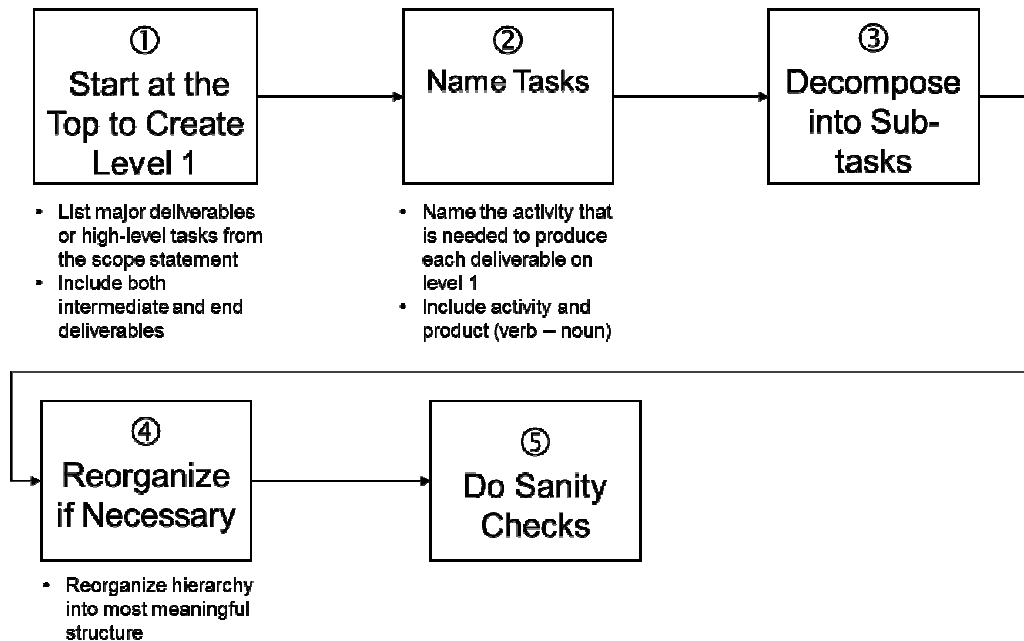 ①
Start at the
Top to Create
Level 1
• List major deliverables
or high-level tasks from
the scope statement
• Include both
intermediate and end
deliverables
②
Name Tasks
• Name the activity that
is needed to produce
each deliverable on
level 1
• Include activity and
product (verb – noun)
③
Decompose
into Sub-
tasks
④
Reorganize
if Necessary
• Reorganize hierarchy
into most meaningful
structure
⑤
Do Sanity
Checks